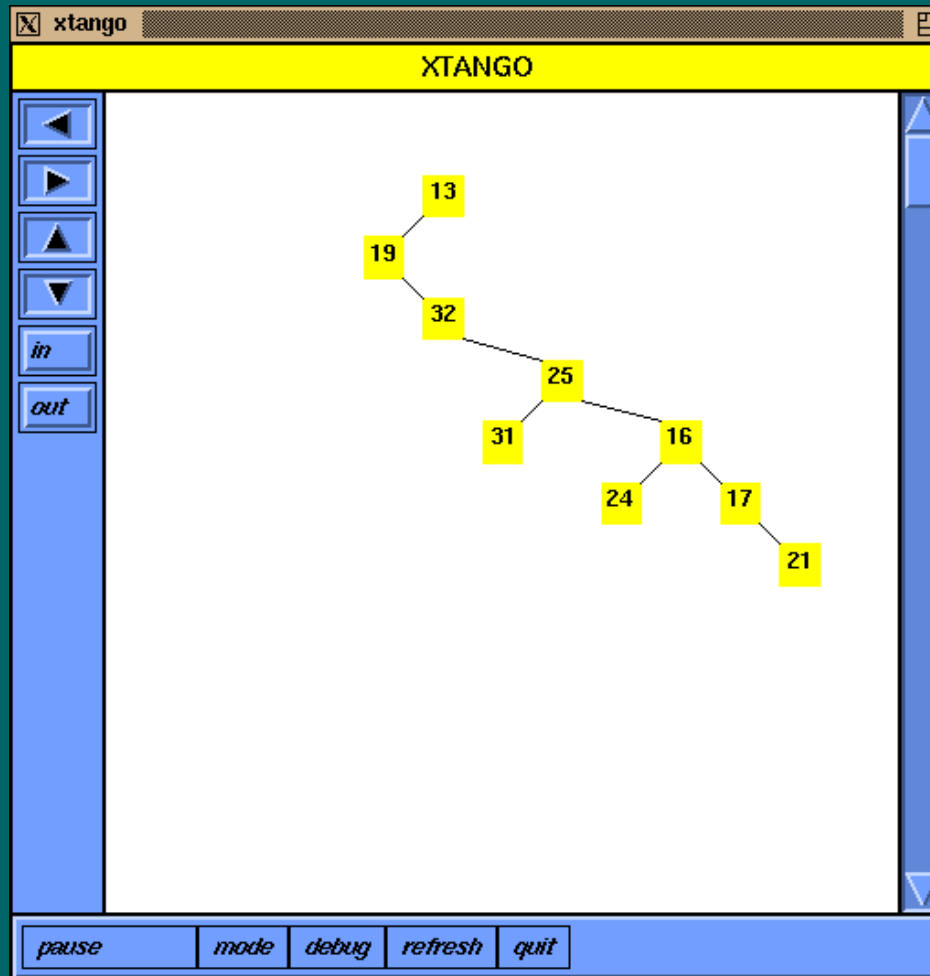 xtango
XTANGO
13
19
32
in
25
out
31 16
24 17
21
pause mode debug refresh quit